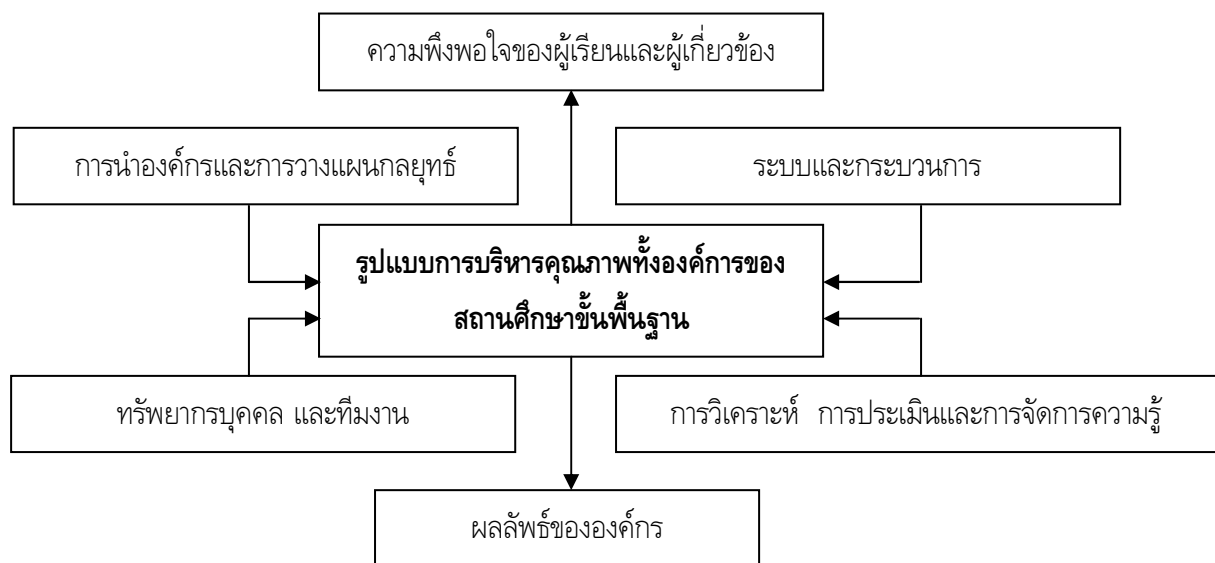 ความพึงพอใจของผู้เรียนและผู้เกี่ยวข้อง
การนำองค์กรและการวางแผนกลยุทธ์
ระบบและกระบวนการ
รูปแบบการบริหารคุณภาพทั้งองค์การของ
สถานศึกษาขั้นพื้นฐาน
ทรัพยากรบุคคล และทีมงาน
การวิเคราะห์ การประเมินและการจัดการความรู้
ผลลัพธ์ขององค์กร